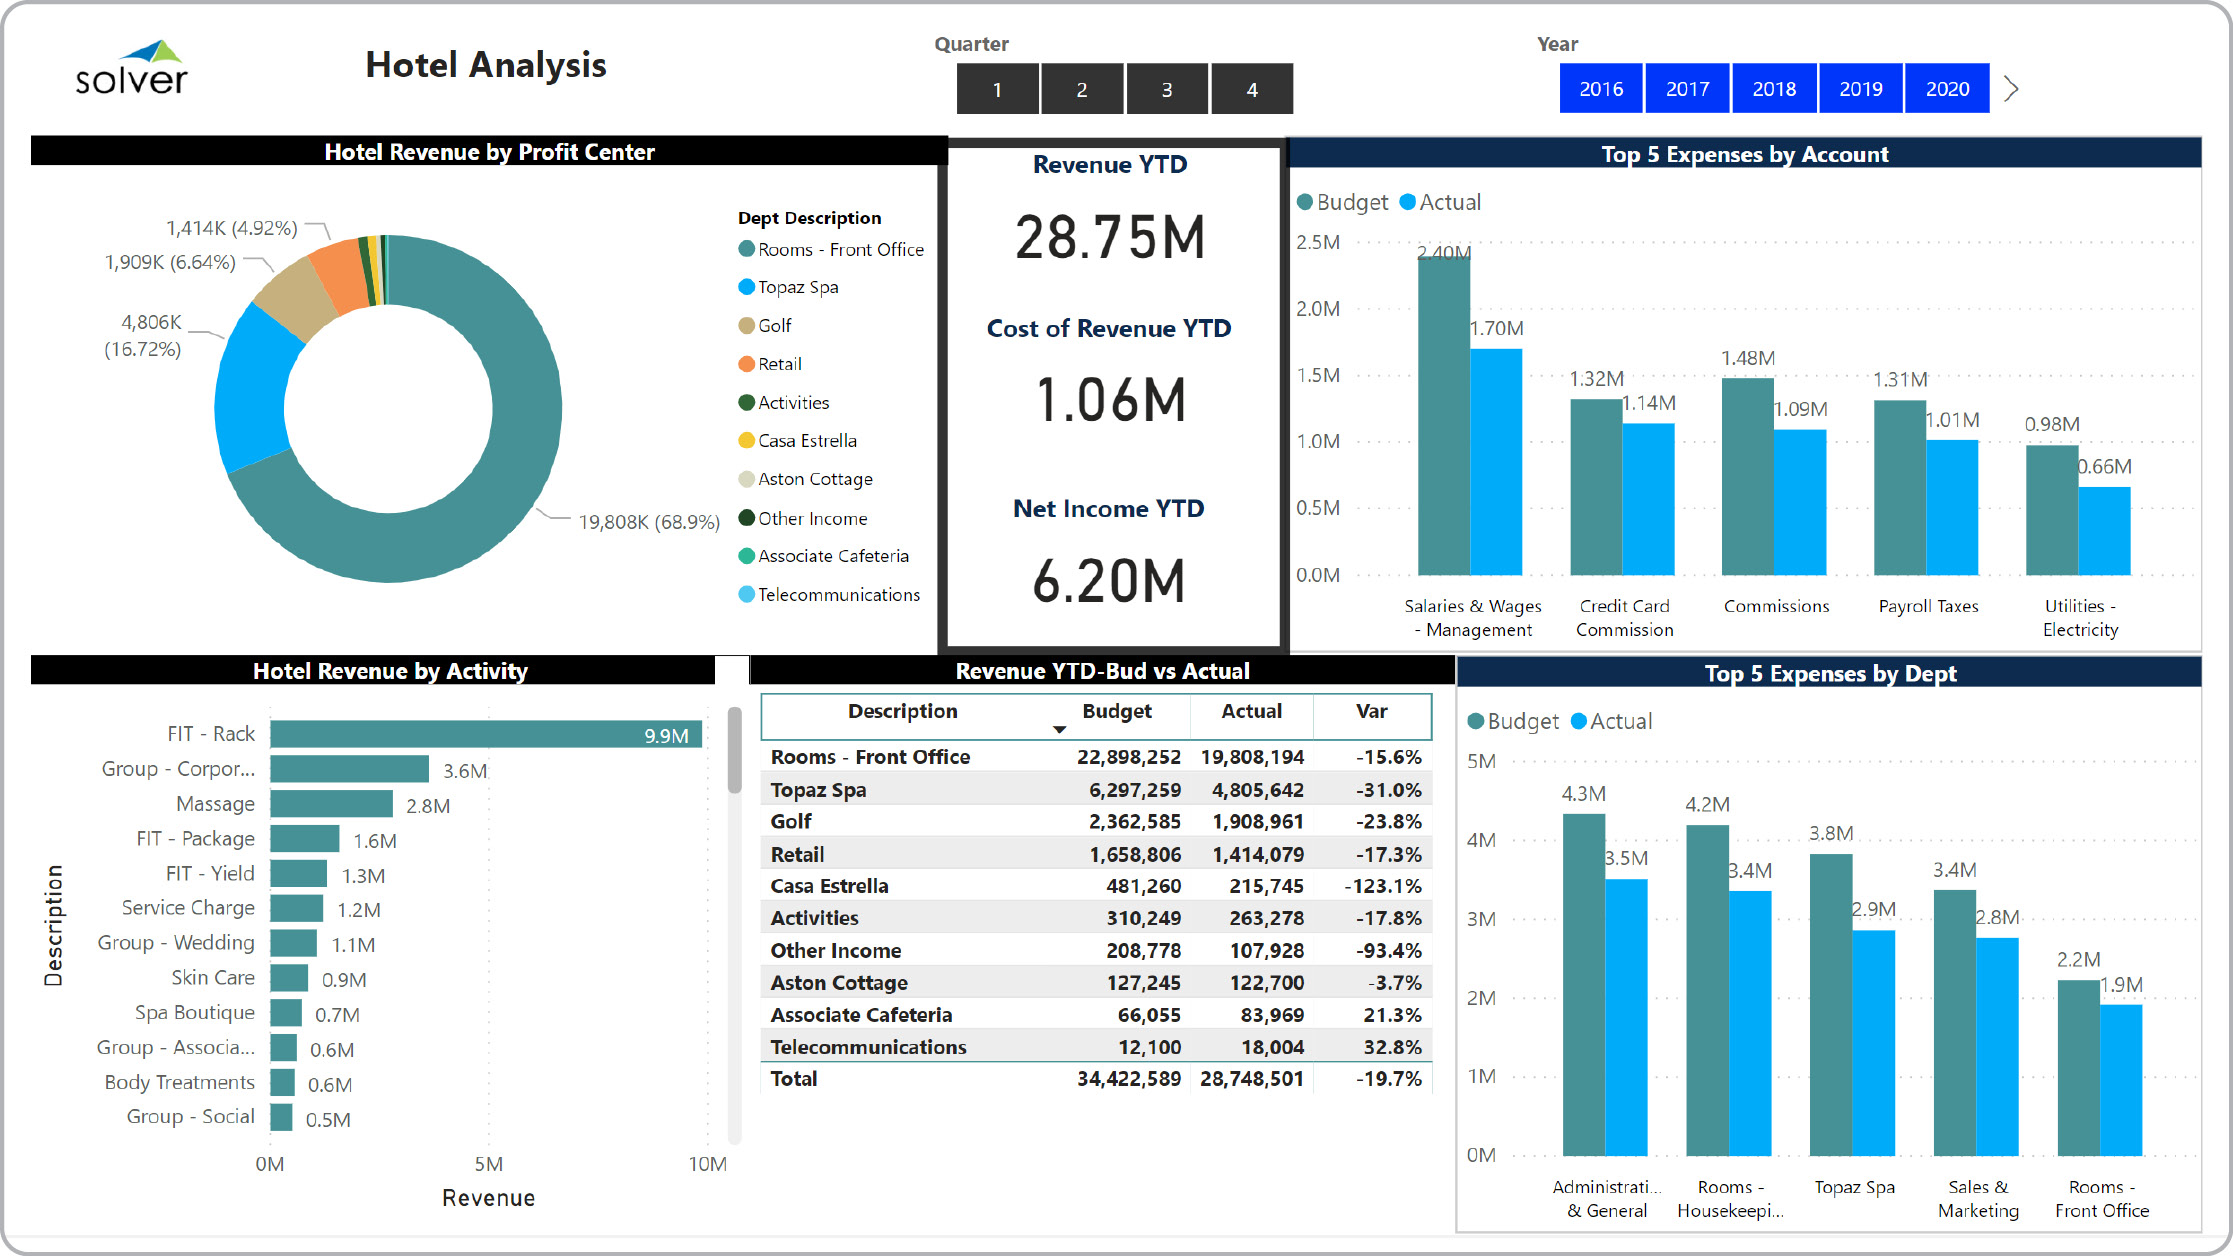 solver
Hotel Analysis
Quarter
1 2 3 4
Year
2016 2017 2018 2019 2020
Hotel Revenue by Profit Center
1,414K (4.92%)
1,909K (6.64%)
4,806K
(16.72%)
19,808K (68.9%)
Dept Description
Rooms - Front Office
Topaz Spa
Golf
Retail
Activities
Casa Estrella
Aston Cottage
Other Income
Associate Cafeteria
Telecommunications
Revenue YTD
28.75M
Cost of Revenue YTD
1.06M
Net Income YTD
6.20M
Top 5 Expenses by Account
Budget Actual
2.5M
2.0M
1.5M
1.0M
0.5M
0.0M
2.40M
1.70M
1.32M
1.14M
1.48M
1.09M
1.31M
1.01M
0.98M
0.66M
Salaries & Wages
- Management
Credit Card
Commission
Commissions
Payroll Taxes
Utilities -
Electricity
Hotel Revenue by Activity
Description
FIT - Rack 9.9M
Group - Corpor... 3.6M
Massage 2.8M
FIT - Package 1.6M
FIT - Yield 1.3M
Service Charge 1.2M
Group - Wedding 1.1M
Skin Care 0.9M
Spa Boutique 0.7M
Group - Associa... 0.6M
Body Treatments 0.6M
Group - Social 0.5M
0M 5M 10M
Revenue
Revenue YTD-Bud vs Actual
Description Budget Actual Var
Rooms - Front Office 22,898,252 19,808,194 -15.6%
Topaz Spa 6,297,259 4,805,642 -31.0%
Golf 2,362,585 1,908,961 -23.8%
Retail 1,658,806 1,414,079 -17.3%
Casa Estrella 481,260 215,745 -123.1%
Activities 310,249 263,278 -17.8%
Other Income 208,778 107,928 -93.4%
Aston Cottage 127,245 122,700 -3.7%
Associate Cafeteria 66,055 83,969 21.3%
Telecommunications 12,100 18,004 32.8%
Total 34,422,589 28,748,501 -19.7%
Top 5 Expenses by Dept
Budget Actual
5M
4M
3M
2M
1M
0M
4.3M
3.5M
4.2M
3.4M
3.8M
2.9M
3.4M
2.8M
2.2M
1.9M
Administrati...
& General
Rooms -
Housekeepi...
Topaz Spa
Sales &
Marketing
Rooms -
Front Office